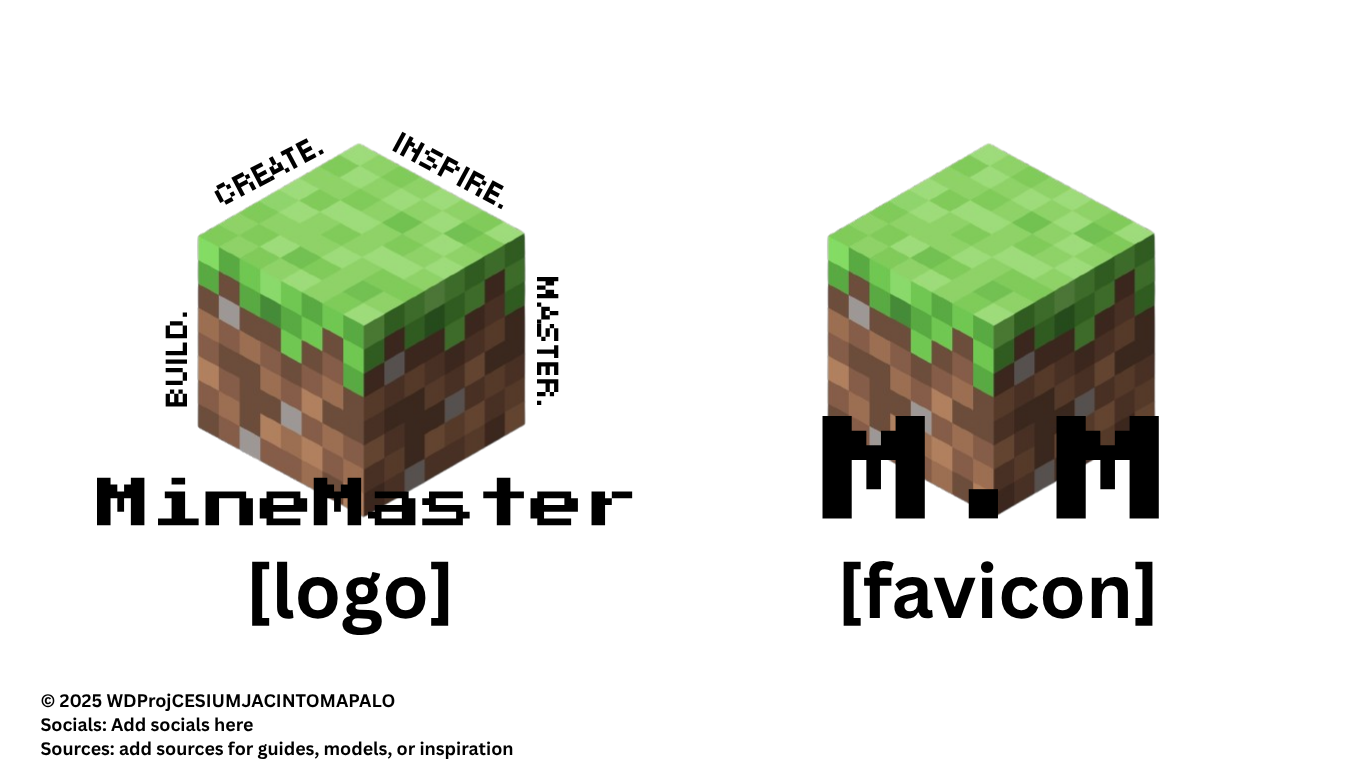 CREATE.
INSPIRE.
BUILD.
MASTER.
MineMaster
M.M
[logo]
[favicon]
© 2025 WDProjCESIUMJACINTOMAPALO
Socials: Add socials here
Sources: add sources for guides, models, or inspiration